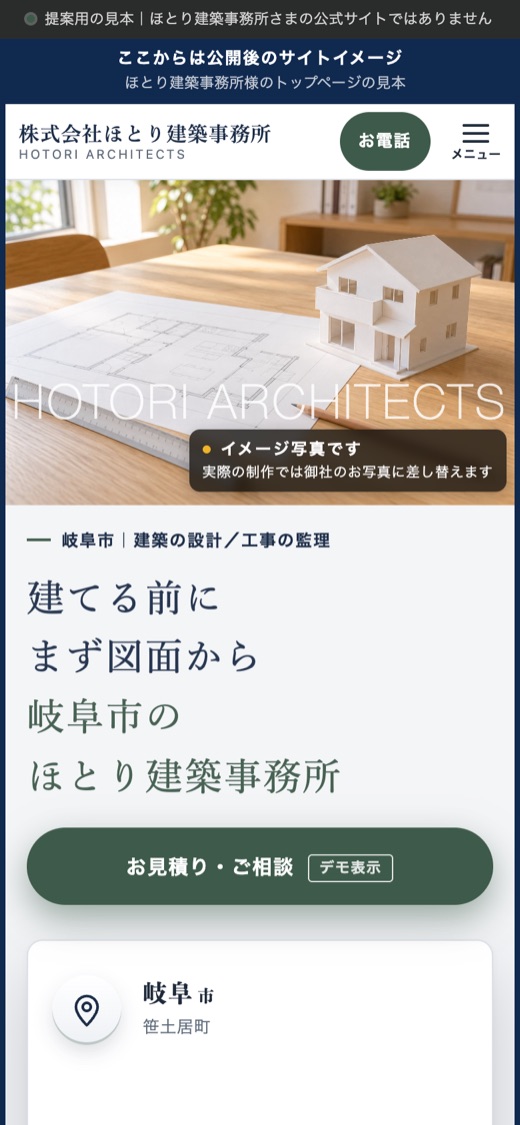 提案用の見本｜ほとり建築事務所さまの公式サイトではありません
ここからは公開後のサイトイメージ
ほとり建築事務所様のトップページの見本
株式会社ほとり建築事務所
HOTORI ARCHITECTS
お電話
メニュー
HOTORI ARCHITECTS
イメージ写真です
実際の制作では御社のお写真に差し替えます
岐阜市｜建築の設計／工事の監理
建てる前に
まず図面から
岐阜市の
ほとり建築事務所
お見積り・ご相談 デモ表示
岐阜市
笹土居町